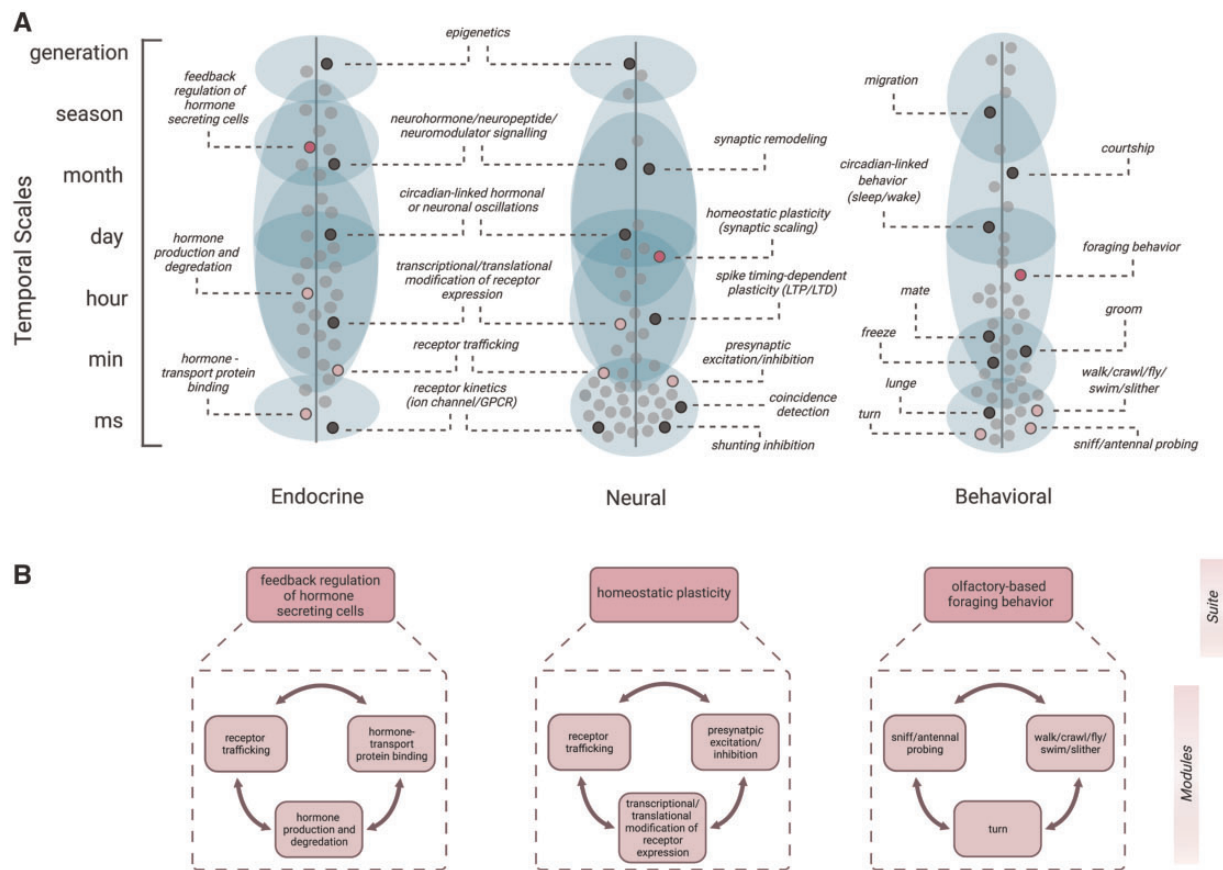 A
Temporal Scales
generation
season
month
day
hour
min
ms
feedback
regulation of
hormone
secreting cells
hormone
production and
degredation
hormone -
transport protein
binding
epigenetics
neurohormone/neuropeptide/
neuromodulator signalling
circadian-linked hormonal
or neuronal oscillations
transcriptional/translational
modification of receptor
expression
receptor trafficking
receptor kinetics
(ion channel/GPCR)
synaptic remodeling
homeostatic plasticity
(synaptic scaling)
spike timing-dependent
plasticity (LTP/LTD)
presynaptic
excitation/inhibition
coincidence
detection
shunting inhibition
migration
circadian-linked
behavior
(sleep/wake)
mate
freeze
lunge
turn
courtship
foraging behavior
groom
walk/crawl/fly/
swim/slither
sniff/antennal probing
Endocrine
Neural
Behavioral
B
feedback regulation
of hormone
secreting cells
homeostatic plasticity
olfactory-based
foraging behavior
Suite
receptor
trafficking
hormone-
transport
protein binding
hormone
production and
degredation
receptor
trafficking
presynatpic
excitation/
inhibition
transcriptional/
translational
modification of
receptor
expression
sniff/antennal
probing
walk/crawl/fly/
swim/slither
turn
Modules